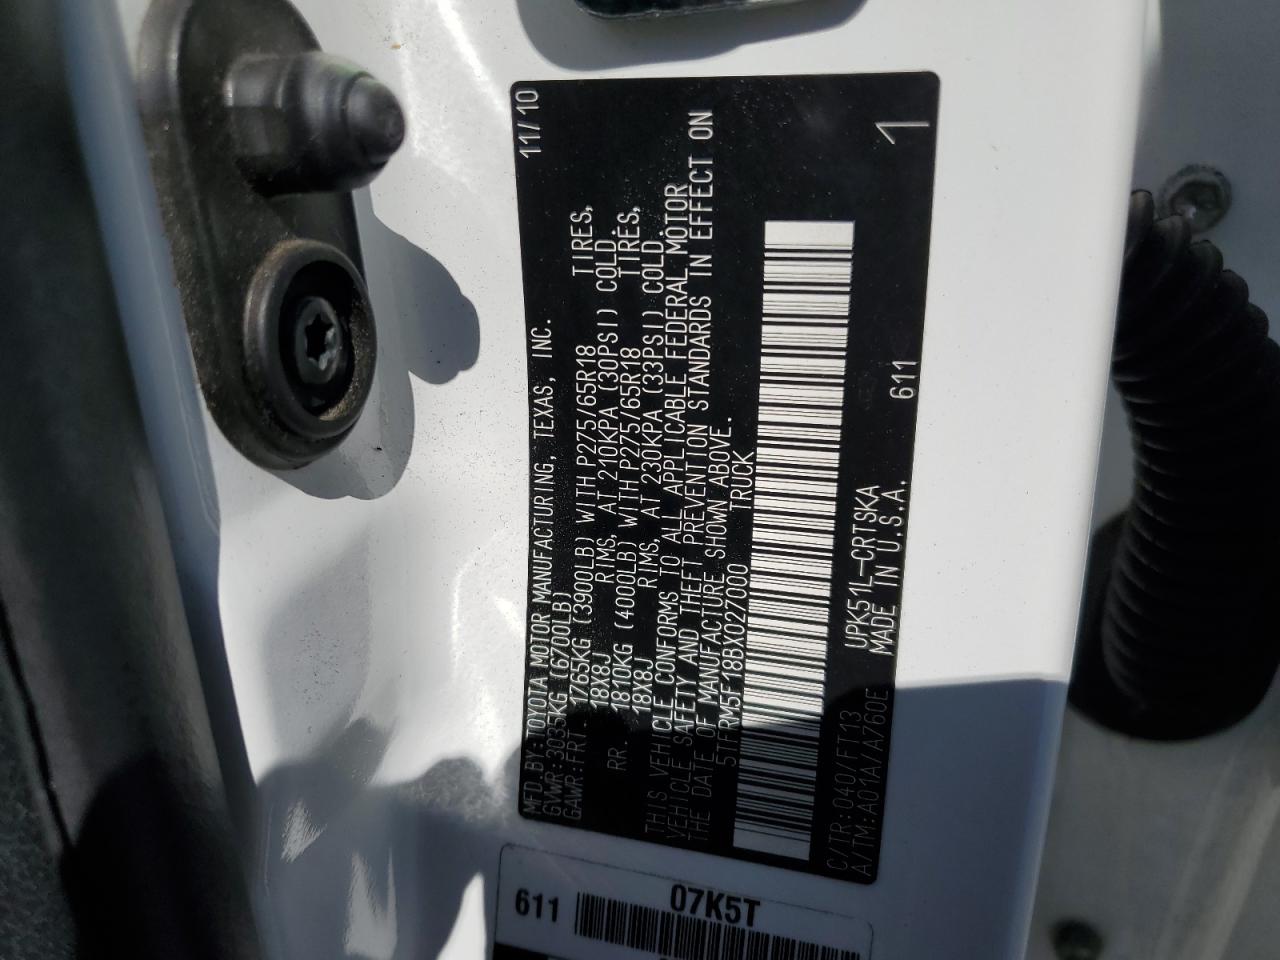 MFD.BY:TOYOTA MOTOR MANUFACTURING, TEXAS, INC. 11/10
GVWR:3035KG (6700LB)
GAWR:FRT. 1765KG (3900LB) WITH P275/65R18 TIRES,
18X8J RIMS, AT 210KPA (30PSI) COLD.
RR. 1810KG (4000LB) WITH P275/65R18 TIRES,
18X8J RIMS, AT 230KPA (33PSI) COLD.
THIS VEHICLE CONFORMS TO ALL APPLICABLE FEDERAL MOTOR
VEHICLE SAFETY AND THEFT PREVENTION STANDARDS IN EFFECT ON
THE DATE OF MANUFACTURE SHOWN ABOVE.
5TFRM5F18BX027000 TRUCK
C/TR:040/FT13 UPK51L-CRTSKA
A/TM:A01A/A760E MADE IN U.S.A. 611 1
07K5T
611